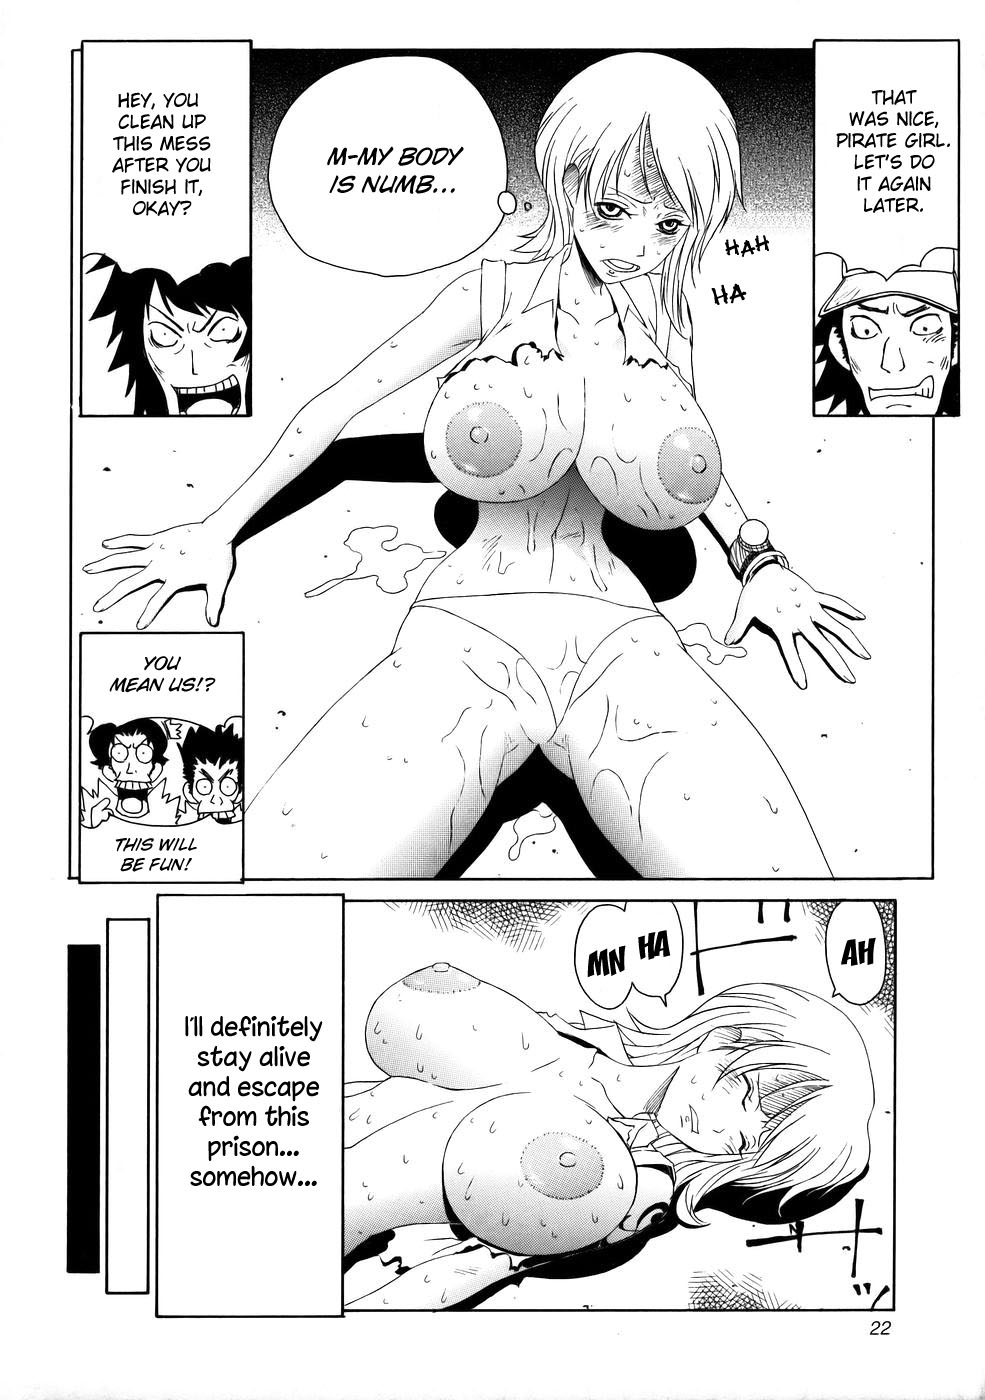 THAT
WAS NICE,
PIRATE GIRL.
LET'S DO
IT AGAIN
LATER.
HAH
HA
M-MY BODY
IS NUMB...
HEY, YOU
CLEAN UP
THIS MESS
AFTER YOU
FINISH IT,
OKAY?
YOU
MEAN US!?
THIS WILL
BE FUN!
AH
MN HA
I'll definitely
stay alive
and escape
from this
prison...
somehow...
22